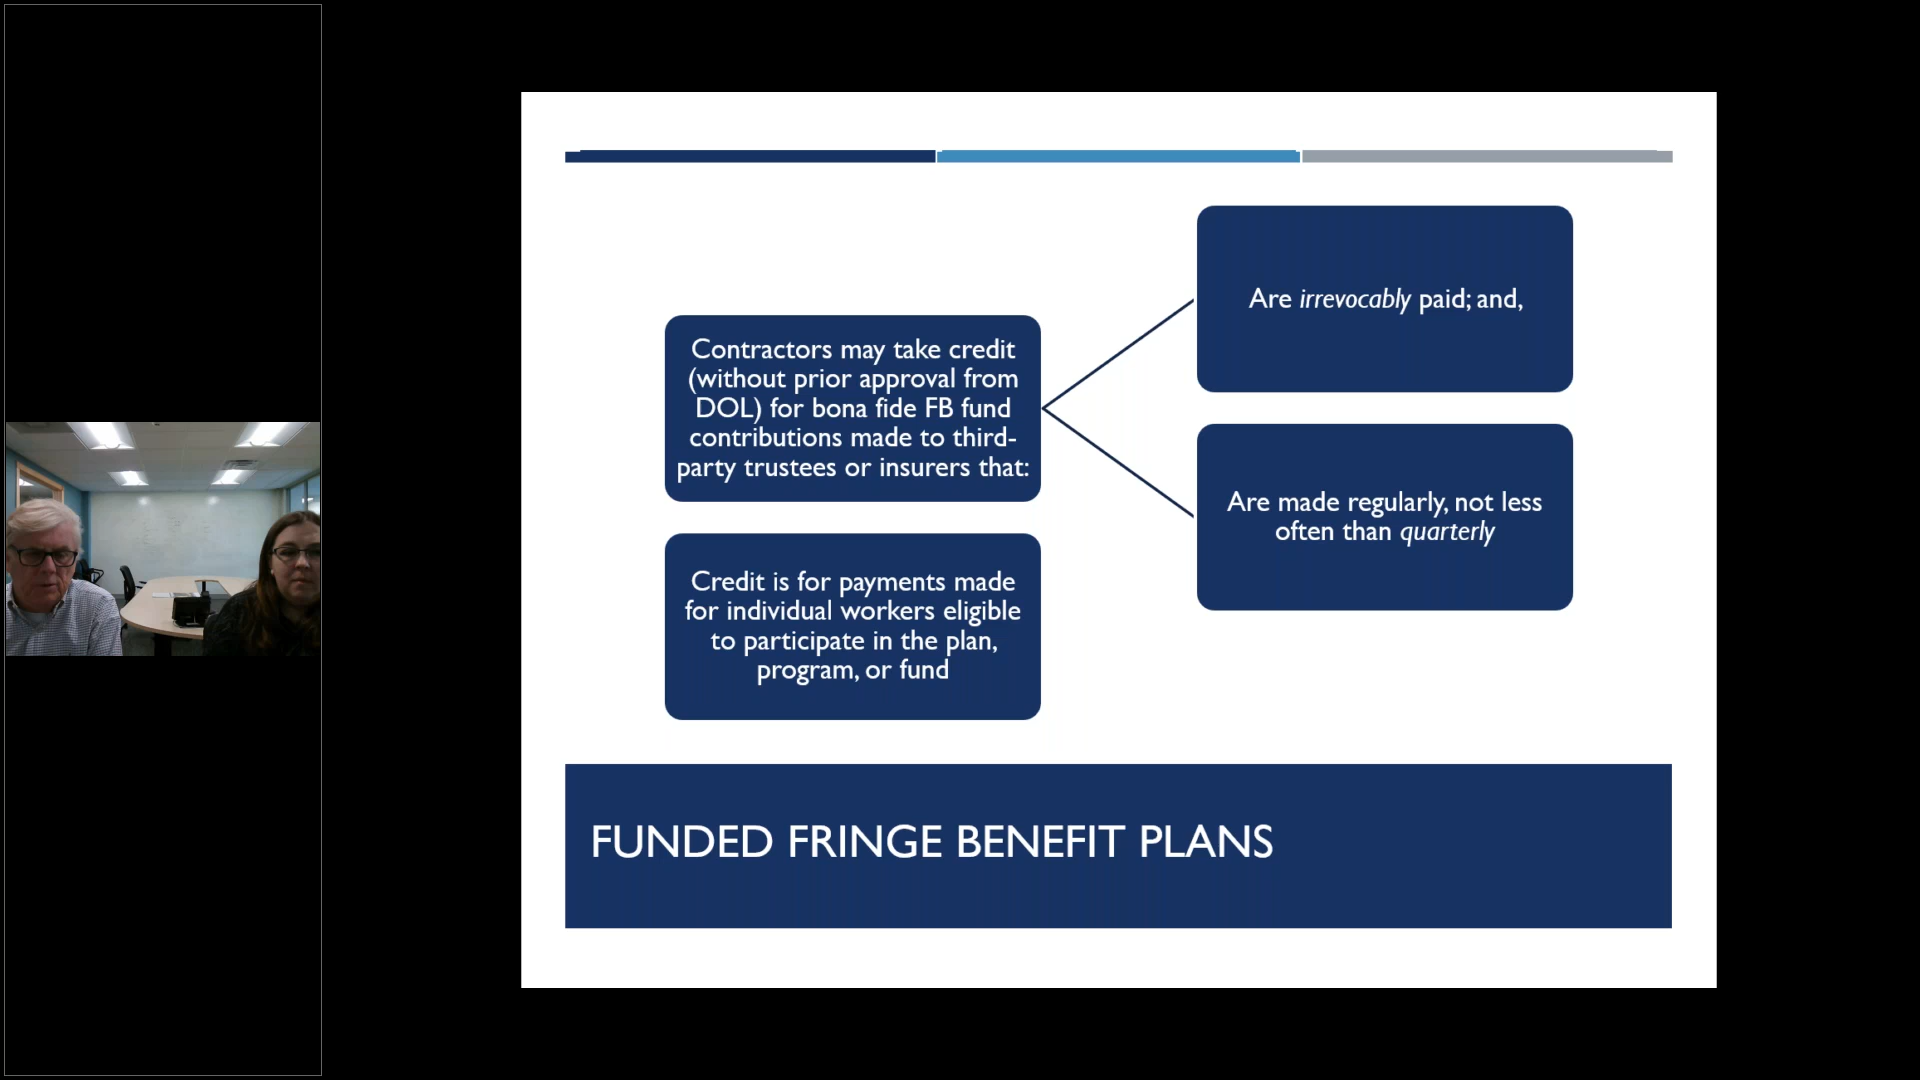 Contractors may take credit
(without prior approval from
DOL) for bona fide FB fund
contributions made to third-
party trustees or insurers that:
Are irrevocably paid; and,
Are made regularly, not less
often than quarterly
Credit is for payments made
for individual workers eligible
to participate in the plan,
program, or fund
FUNDED FRINGE BENEFIT PLANS